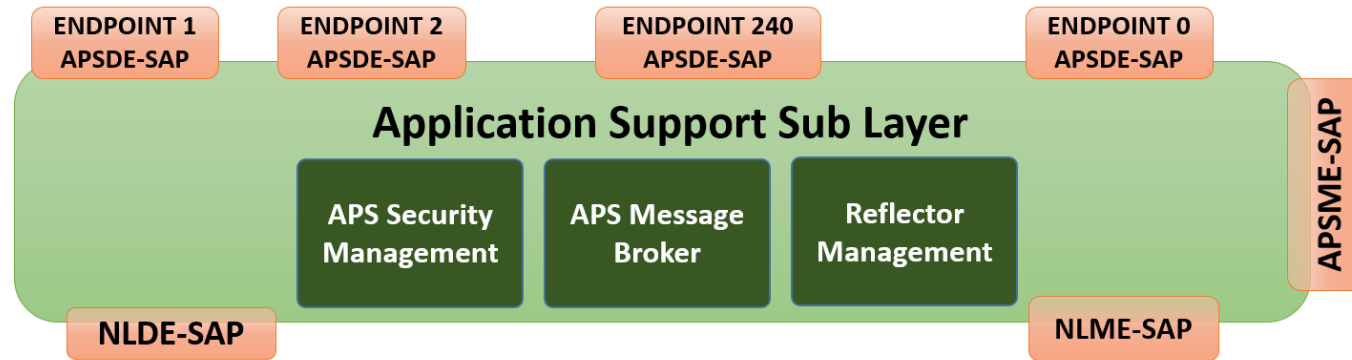 ENDPOINT 1
APSDE-SAP
ENDPOINT 2
APSDE-SAP
ENDPOINT 240
APSDE-SAP
ENDPOINT 0
APSDE-SAP
Application Support Sub Layer
APSME-SAP
APS Security
Management
APS Message
Broker
Reflector
Management
NLDE-SAP
NLME-SAP